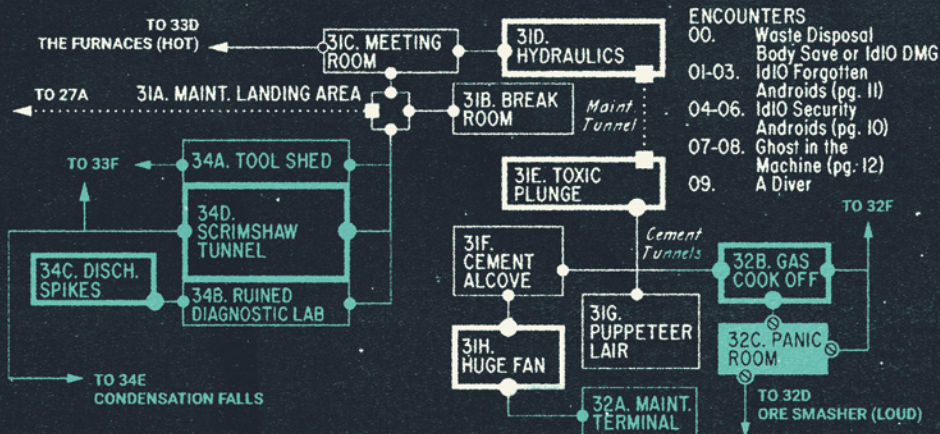 TO 33D
THE FURNACES (HOT)
31C. MEETING
ROOM
31D.
HYDRAULICS
ENCOUNTERS
00. Waste Disposal
Body Save or 1d10 DMG
01-03. 1d10 Forgotten
Androids (pg. 11)
04-06. 1d10 Security
Androids (pg. 10)
07-08. Ghost in the
Machine (pg. 12)
09. A Diver
TO 27A
31A. MAINT. LANDING AREA
31B. BREAK
ROOM
Maint.
Tunnel
TO 33F
34A. TOOL SHED
31E. TOXIC
PLUNGE
34D.
SCRIMSHAW
TUNNEL
34C. DISCH.
SPIKES
34B. RUINED
DIAGNOSTIC LAB
31F.
CEMENT
ALCOVE
Cement
Tunnels
TO 32F
32B. GAS
COOK OFF
31G.
PUPPETEER
LAIR
31H.
HUGE FAN
32C. PANIC
ROOM
TO 34E
CONDENSATION FALLS
32A. MAINT.
TERMINAL
TO 32D
ORE SMASHER (LOUD)